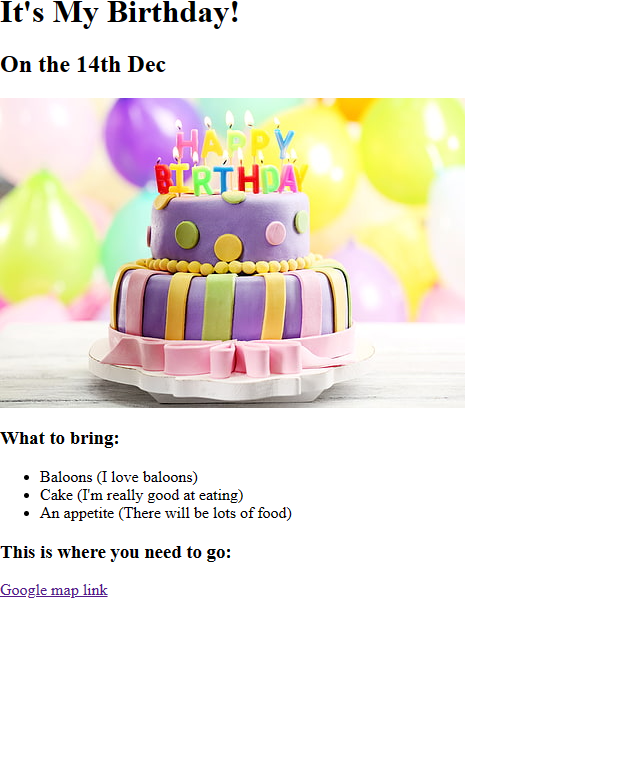 It's My Birthday!
On the 14th Dec
HAPPY
BIRTHDAY
What to bring:
Baloons (I love baloons)
Cake (I'm really good at eating)
An appetite (There will be lots of food)
This is where you need to go:
Google map link